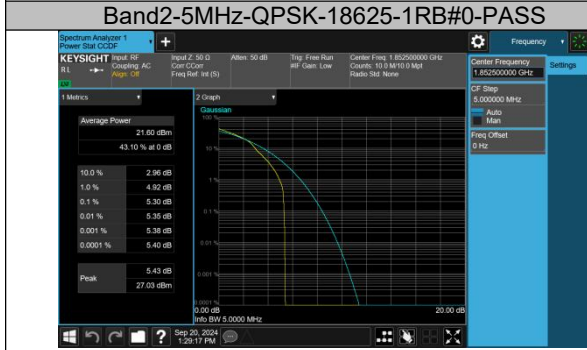 Band2-5MHz-QPSK-18625-1RB#0-PASS
Spectrum Analyzer 1
Power Stat CCDF
Frequency
KEYSIGHT
RL
Input: RF
Coupling: AC
Align: Off
Input Z: 50 Ω
Corr CCorr
Freq Ref: Int (S)
Atten: 50 dB
Trig: Free Run
#IF Gain: Low
Center Freq: 1.852500000 GHz
Counts: 10.0 M/10.0 Mpt
Radio Std: None
Center Frequency
1.852500000 GHz
Settings
CF Step
5.000000 MHz
Auto
Man
Freq Offset
0 Hz
1 Metrics
Average Power
21.60 dBm
43.10 % at 0 dB
10.0 % 2.96 dB
1.0 % 4.92 dB
0.1 % 5.30 dB
0.01 % 5.35 dB
0.001 % 5.38 dB
0.0001 % 5.40 dB
Peak
5.43 dB
27.03 dBm
2 Graph
Gaussian
100 %
10 %
1 %
0.1 %
0.01 %
0.001 %
0.0001 %
0.00 dB
20.00 dB
Info BW 5.0000 MHz
Sep 20, 2024
1:29:17 PM